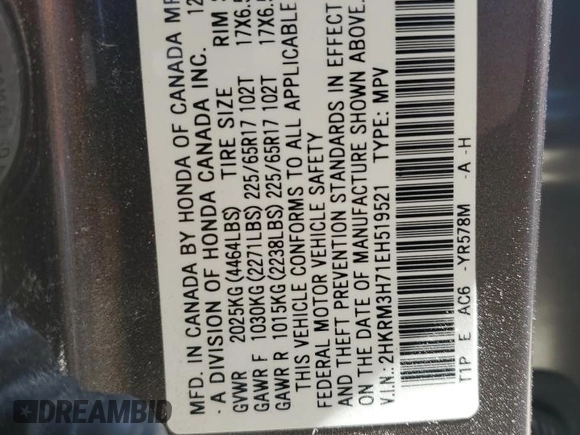 MFD. IN CANADA BY HONDA OF CANADA MF
- A DIVISION OF HONDA CANADA INC. 12
GVWR 2025KG (4464LBS) TIRE SIZE RIM S
GAWR F 1030KG (2271LBS) 225/65R17 102T 17X6.5
GAWR R 1015KG (2238LBS) 225/65R17 102T 17X6.5
THIS VEHICLE CONFORMS TO ALL APPLICABLE
FEDERAL MOTOR VEHICLE SAFETY
AND THEFT PREVENTION STANDARDS IN EFFECT
ON THE DATE OF MANUFACTURE SHOWN ABOVE.
V.I.N.: 2HKRM3H71EH519521 TYPE: MPV
T1P E AC6 -YR578M -A -H
DREAMBID